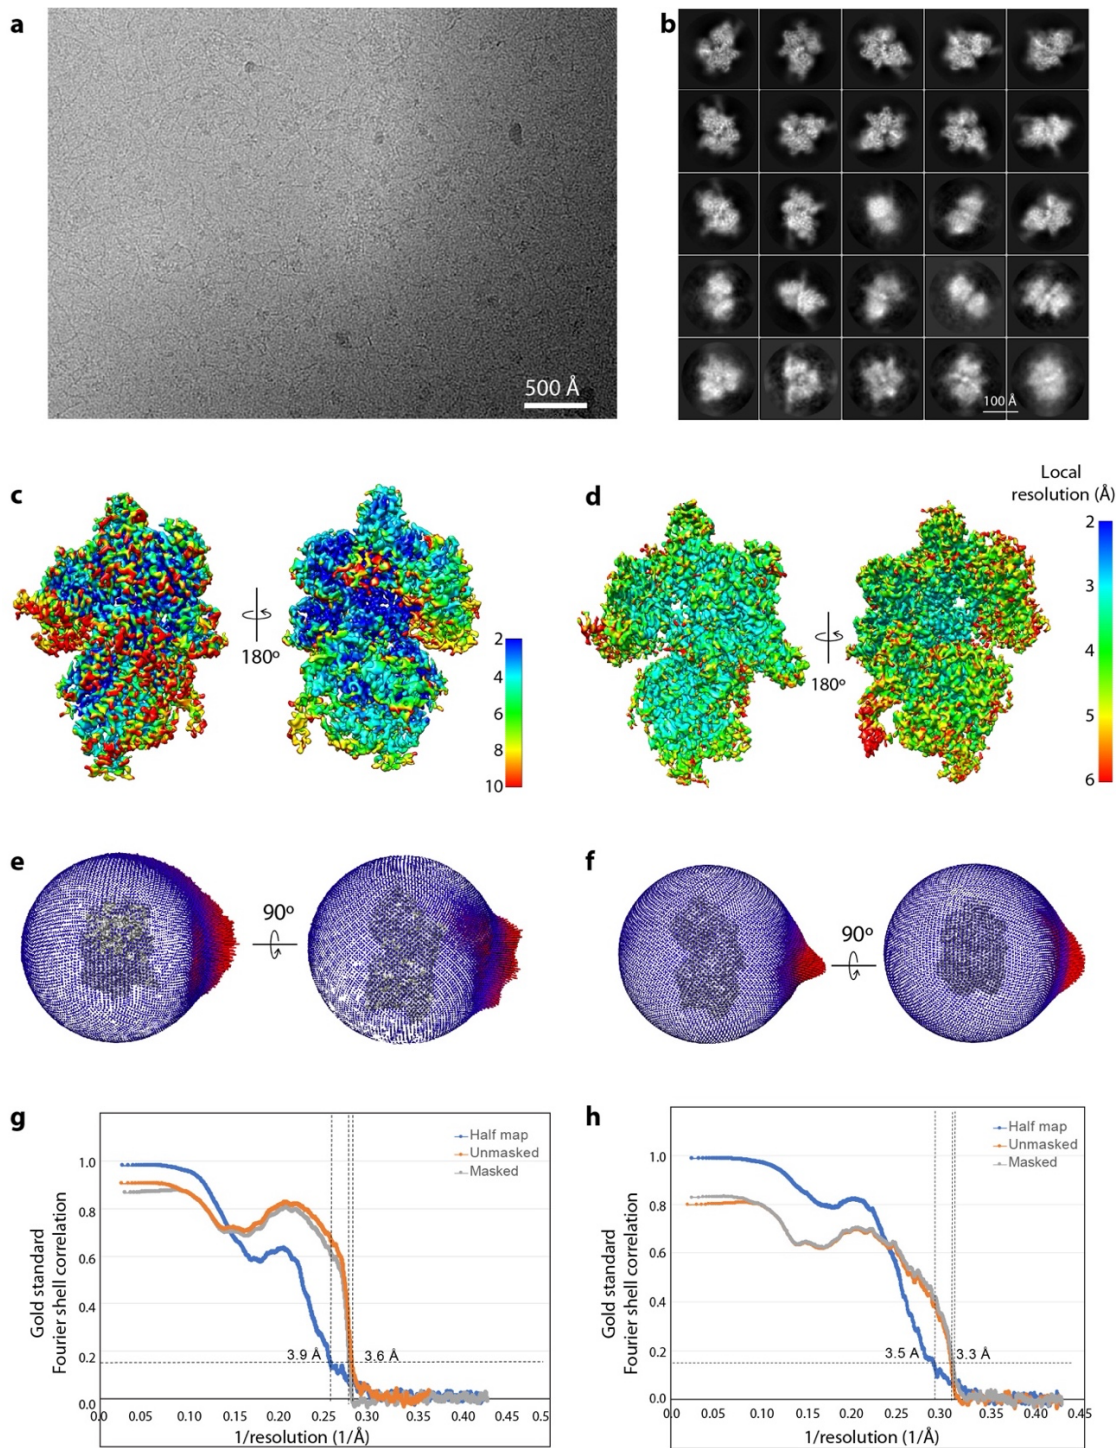 a
500 Å
b
100 Å
c
180º
2
4
6
8
10
d
180º
Local
resolution (Å)
2
3
4
5
6
e
90º
f
90º
g
Gold standard
Fourier shell correlation
1.0
0.8
0.6
0.4
0.2
0.0
Half map
Unmasked
Masked
3.9 Å
3.6 Å
0.0 0.05 0.10 0.15 0.20 0.25 0.30 0.35 0.40 0.45 0.5
1/resolution (1/Å)
h
Gold standard
Fourier shell correlation
1.0
0.8
0.6
0.4
0.2
0.0
Half map
Unmasked
Masked
3.5 Å
3.3 Å
0.0 0.05 0.10 0.15 0.20 0.25 0.30 0.35 0.40 0.45
1/resolution (1/Å)